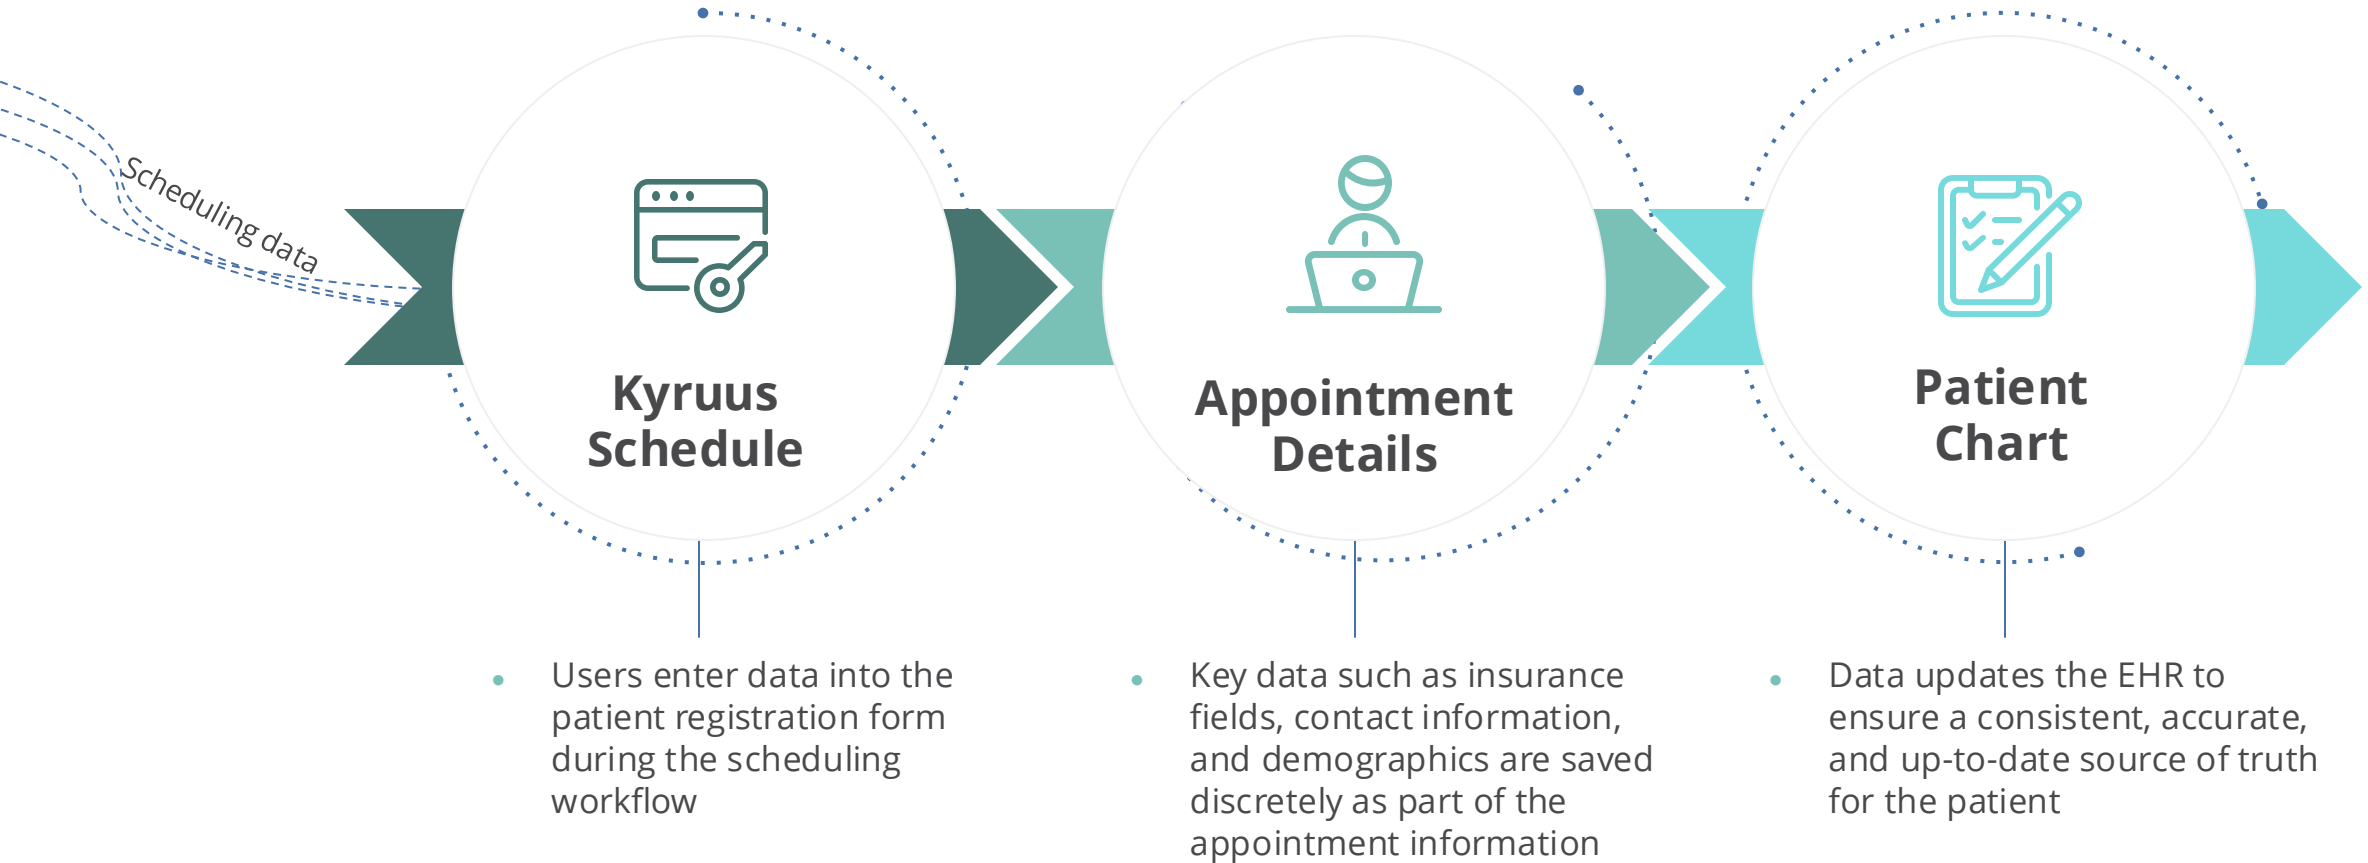 Scheduling data
Kyruus
Schedule
Appointment
Details
Patient
Chart
• Users enter data into the
patient registration form
during the scheduling
workflow
• Key data such as insurance
fields, contact information,
and demographics are saved
discretely as part of the
appointment information
• Data updates the EHR to
ensure a consistent, accurate,
and up-to-date source of truth
for the patient